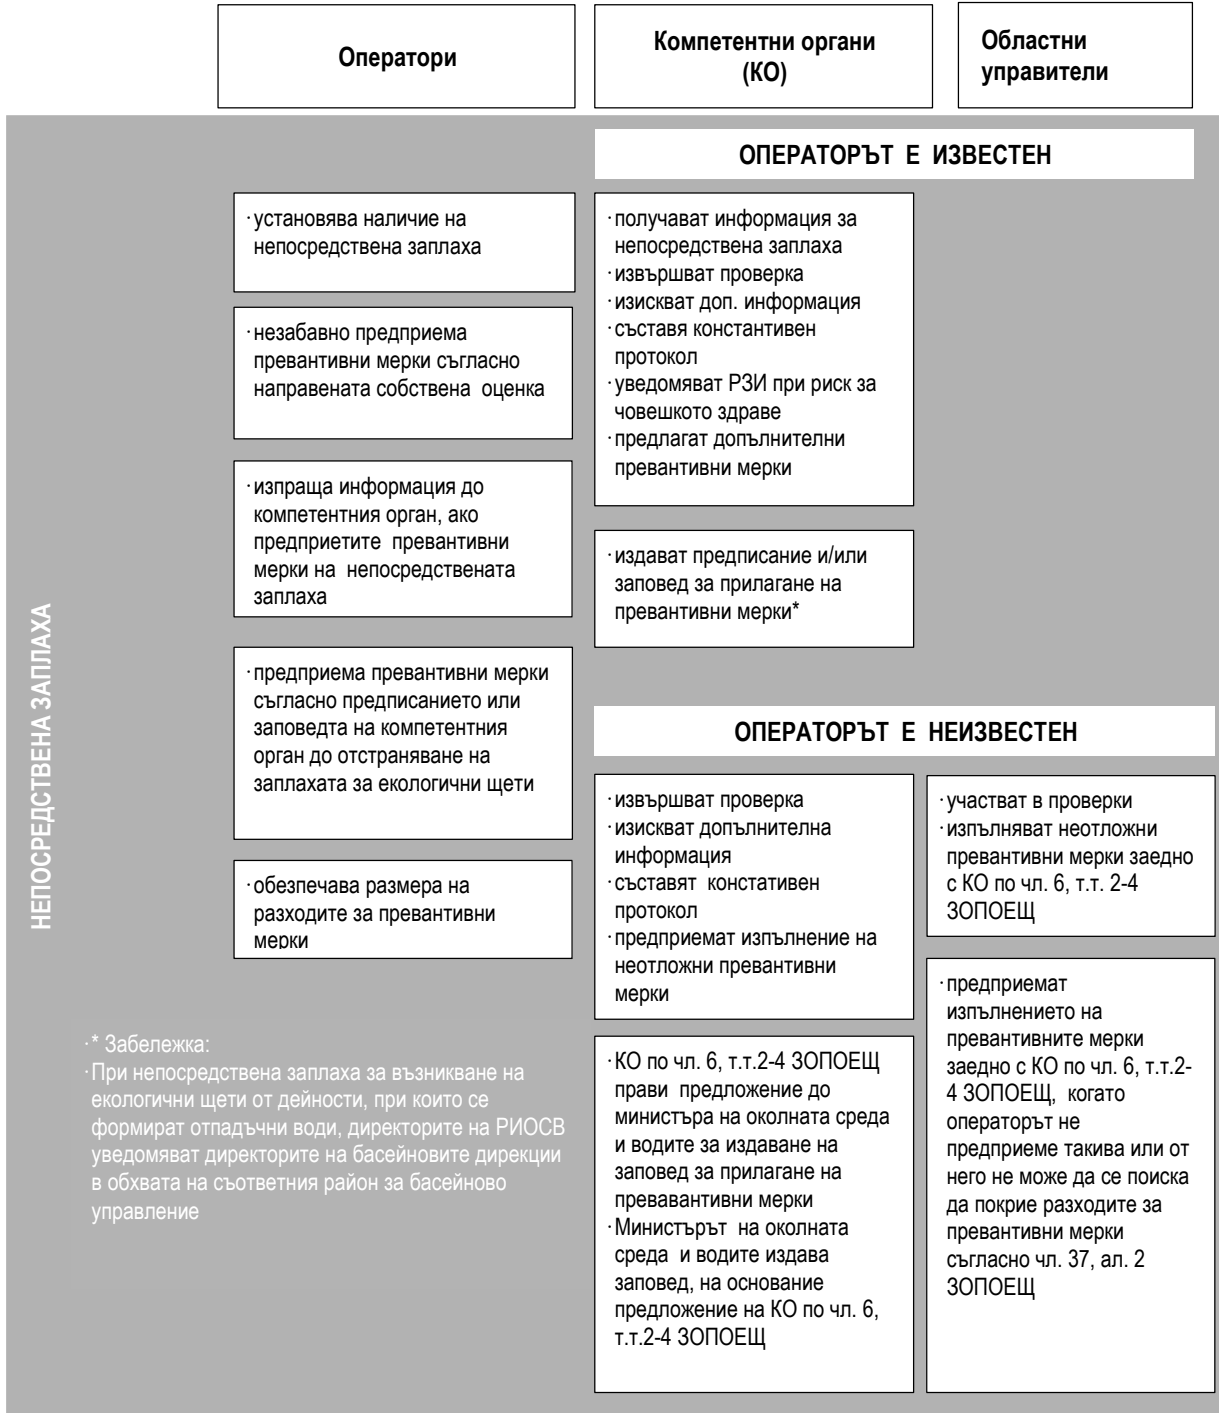 Оператори
Компетентни органи
(КО)
Областни
управители
НЕПОСРЕДСТВЕНА ЗАПЛАХА
·установява наличие на
непосредствена заплаха
·незабавно предприема
превантивни мерки съгласно
направената собствена оценка
·изпраща информация до
компетентния орган, ако
предприетите превантивни
мерки на непосредствената
заплаха
·предприема превантивни мерки
съгласно предписанието или
заповедта на компетентния
орган до отстраняване на
заплахата за екологични щети
·обезпечава размера на
разходите за превантивни
мерки
·* Забележка:
·При непосредствена заплаха за възникване на
екологични щети от дейности, при които се
формират отпадъчни води, директорите на РИОСВ
уведомяват директорите на басейновите дирекции
в обхвата на съответния район за басейново
управление
ОПЕРАТОРЪТ Е ИЗВЕСТЕН
·получават информация за
непосредствена заплаха
·извършват проверка
·изискват доп. информация
·съставя константивен
протокол
·уведомяват РЗИ при риск за
човешкото здраве
·предлагат допълнителни
превантивни мерки
·издават предписание и/или
заповед за прилагане на
превантивни мерки*
ОПЕРАТОРЪТ Е НЕИЗВЕСТЕН
·извършват проверка
·изискват допълнителна
информация
·съставят констативен
протокол
·предприемат изпълнение на
неотложни превантивни
мерки
·КО по чл. 6, т.т.2-4 ЗОПОЕЩ
прави предложение до
министъра на околната среда
и водите за издаване на
заповед за прилагане на
превавантивни мерки
·Министърът на околната
среда и водите издава
заповед, на основание
предложение на КО по чл. 6,
т.т.2-4 ЗОПОЕЩ
·участват в проверки
·изпълняват неотложни
превантивни мерки заедно
с КО по чл. 6, т.т. 2-4
ЗОПОЕЩ
·предприемат
изпълнението на
превантивните мерки
заедно с КО по чл. 6, т.т.2-
4 ЗОПОЕЩ, когато
операторът не
предприеме такива или от
него не може да се поиска
да покрие разходите за
превантивни мерки
съгласно чл. 37, ал. 2
ЗОПОЕЩ